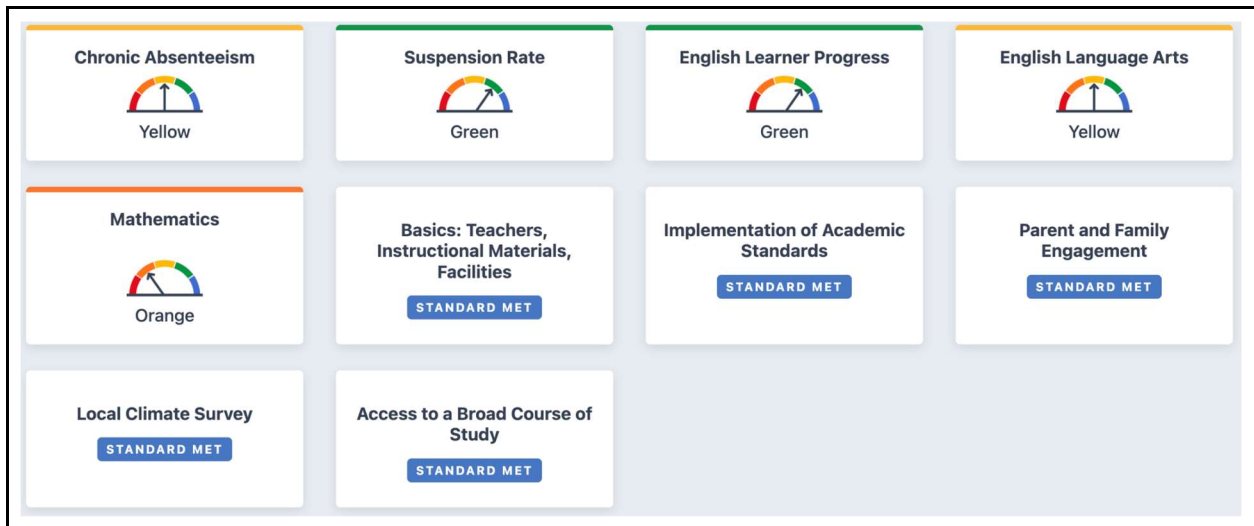 Chronic Absenteeism
Yellow
Suspension Rate
Green
English Learner Progress
Green
English Language Arts
Yellow
Mathematics
Orange
Basics: Teachers,
Instructional Materials,
Facilities
STANDARD MET
Implementation of Academic
Standards
STANDARD MET
Parent and Family
Engagement
STANDARD MET
Local Climate Survey
STANDARD MET
Access to a Broad Course of
Study
STANDARD MET